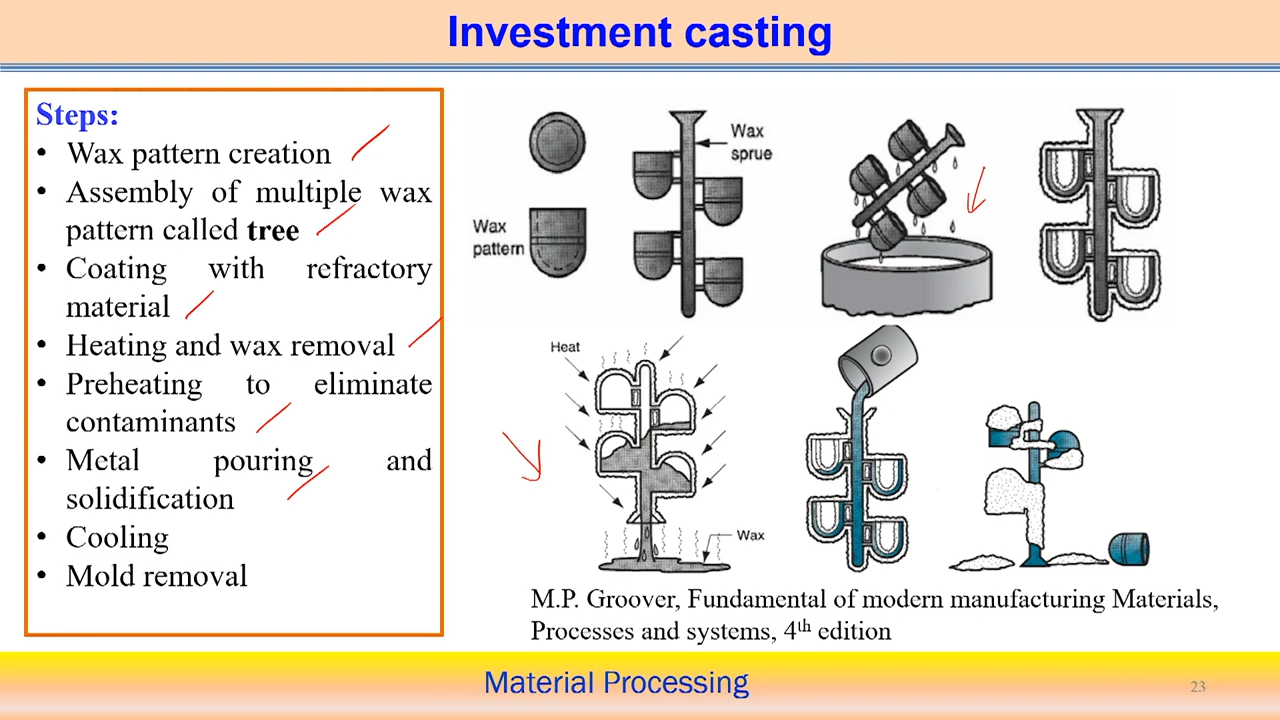 Investment casting
Steps:
• Wax pattern creation
• Assembly of multiple wax
pattern called tree
• Coating with refractory
material
• Heating and wax removal
• Preheating to eliminate
contaminants
• Metal pouring and
solidification
• Cooling
• Mold removal
Wax
sprue
Wax
pattern
Heat
Wax
M.P. Groover, Fundamental of modern manufacturing Materials,
Processes and systems, 4th edition
Material Processing
23